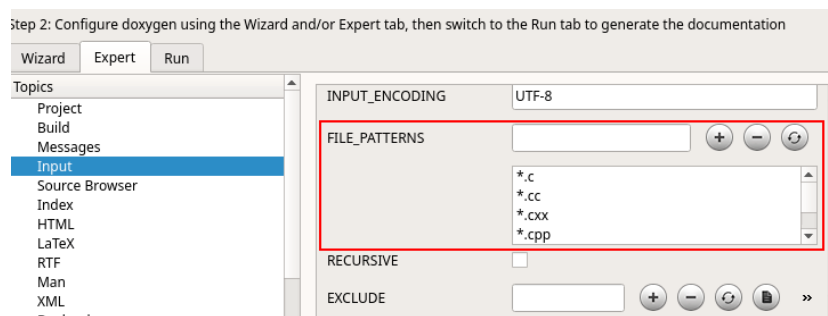 Step 2: Configure doxygen using the Wizard and/or Expert tab, then switch to the Run tab to generate the documentation
Wizard Expert Run
Topics
Project
Build
Messages
Input
Source Browser
Index
HTML
LaTeX
RTF
Man
XML
INPUT_ENCODING UTF-8
FILE_PATTERNS
*.c
*.cc
*.cxx
*.cpp
RECURSIVE
EXCLUDE